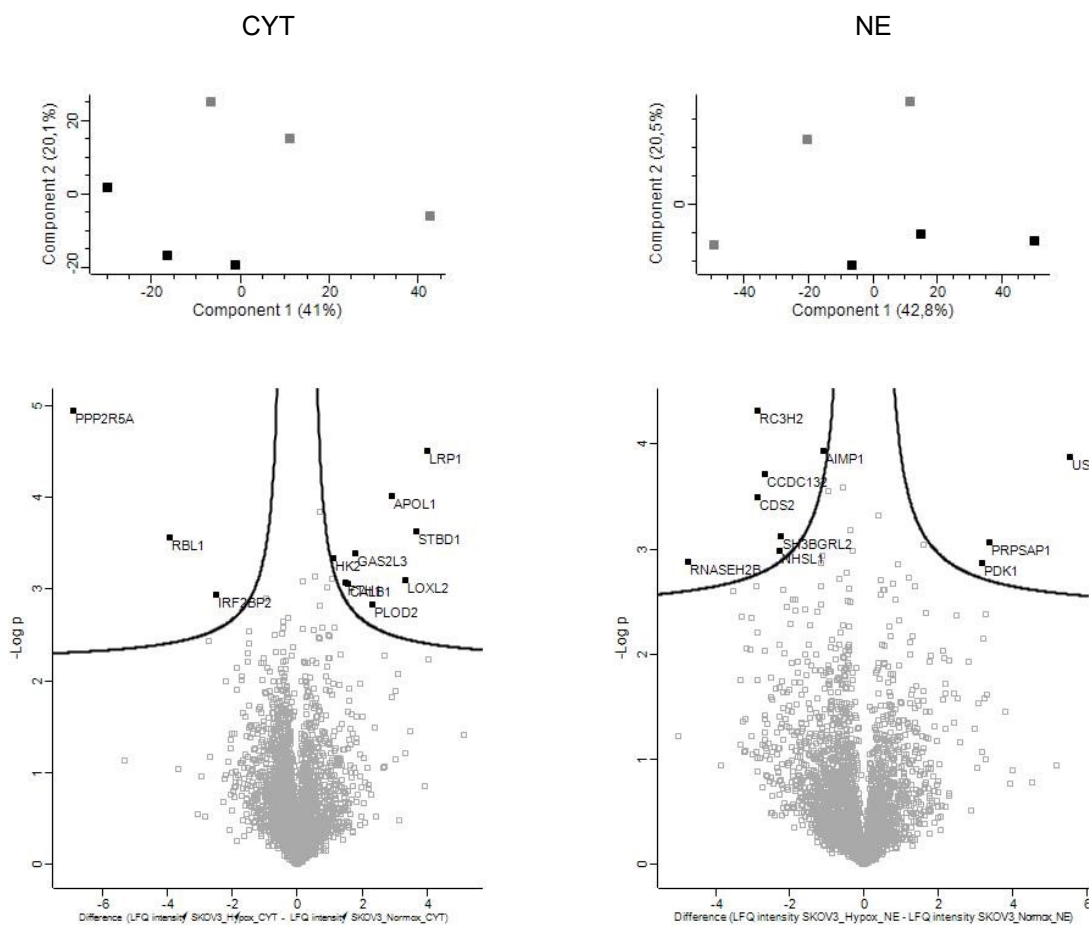 CYT
NE
Component 2 (20,1%)
20
0
-20
-20
0
20
40
Component 1 (41%)
Component 2 (20,5%)
0
-40
-20
0
20
40
Component 1 (42,8%)
-Log p
5
4
3
2
1
0
PPP2R5A
LRP1
APOL1
STBD1
RBL1
GAS2L3
HK2
LOXL2
IRF2BP2
PLOD2
-6
-4
-2
0
2
4
Difference (LFQ intensity SKOV3_Hypox_CYT - LFQ intensity SKOV3_Normox_CYT)
-Log p
4
3
2
1
0
RC3H2
AIMP1
US
CCDC132
CDS2
SH3BGRL2
PRPSAP1
NHSL1
RNASEH2B
PDK1
-4
-2
0
2
4
6
Difference (LFQ intensity SKOV3_Hypox_NE - LFQ intensity SKOV3_Normox_NE)